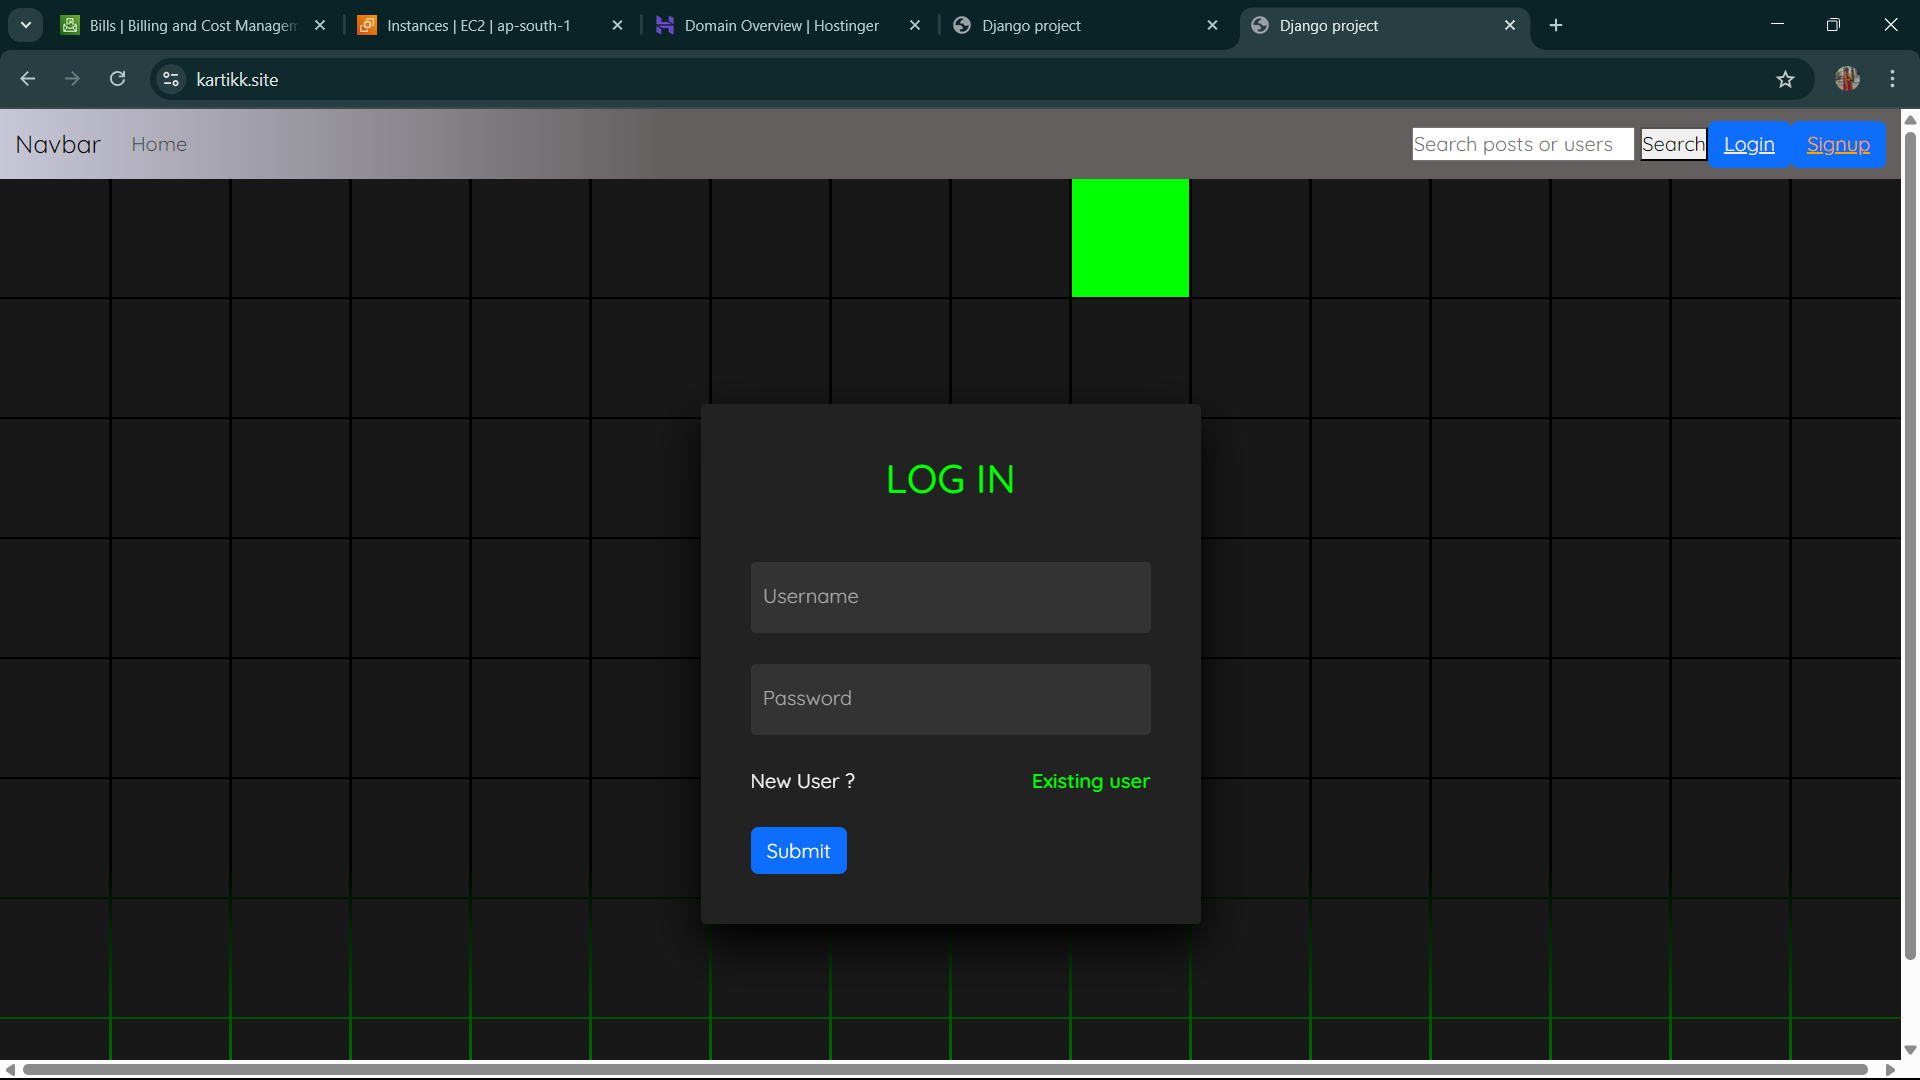 Bills | Billing and Cost Managem
Instances | EC2 | ap-south-1
Domain Overview | Hostinger
Django project
Django project
kartikk.site
Navbar
Home
Search posts or users
Search
Login
Signup
LOG IN
Username
Password
New User ?
Existing user
Submit